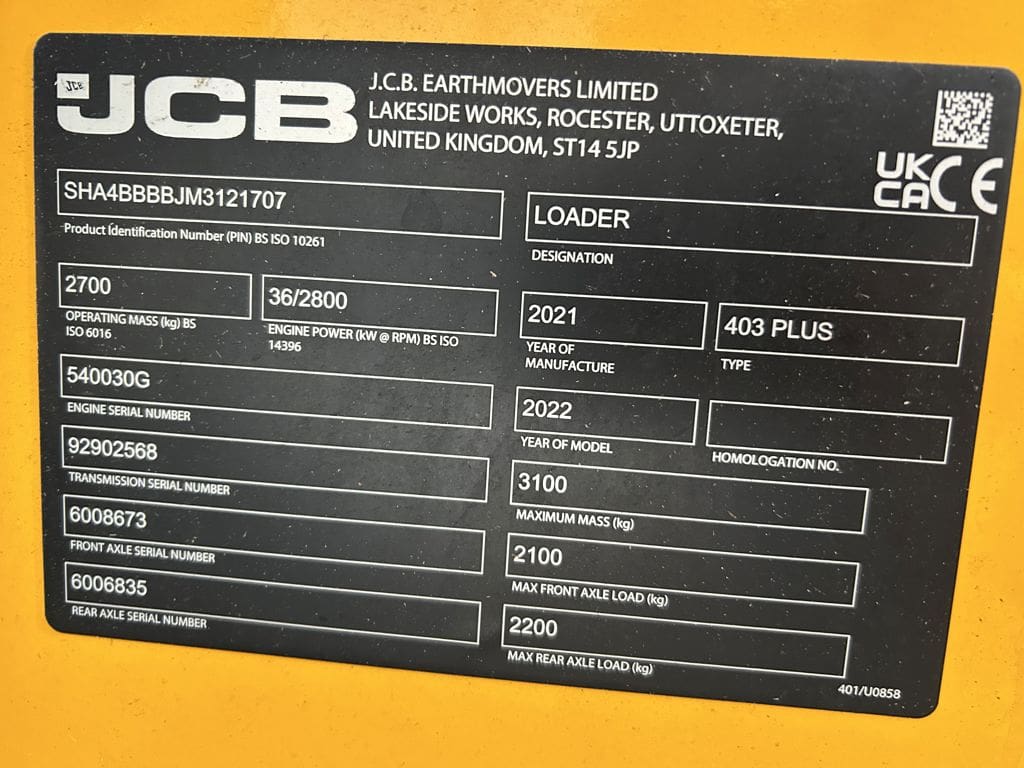 JCB
JCB
J.C.B. EARTHMOVERS LIMITED
LAKESIDE WORKS, ROCESTER, UTTOXETER,
UNITED KINGDOM, ST14 5JP
UK
CA CE
SHA4BBBBJM3121707
Product Identification Number (PIN) BS ISO 10261
LOADER
DESIGNATION
2700
OPERATING MASS (kg) BS
ISO 6016
36/2800
ENGINE POWER (kW @ RPM) BS ISO
14396
2021
YEAR OF
MANUFACTURE
403 PLUS
TYPE
540030G
ENGINE SERIAL NUMBER
2022
YEAR OF MODEL
HOMOLOGATION NO.
92902568
TRANSMISSION SERIAL NUMBER
3100
MAXIMUM MASS (kg)
6008673
FRONT AXLE SERIAL NUMBER
2100
MAX FRONT AXLE LOAD (kg)
6006835
REAR AXLE SERIAL NUMBER
2200
MAX REAR AXLE LOAD (kg)
401/U0858